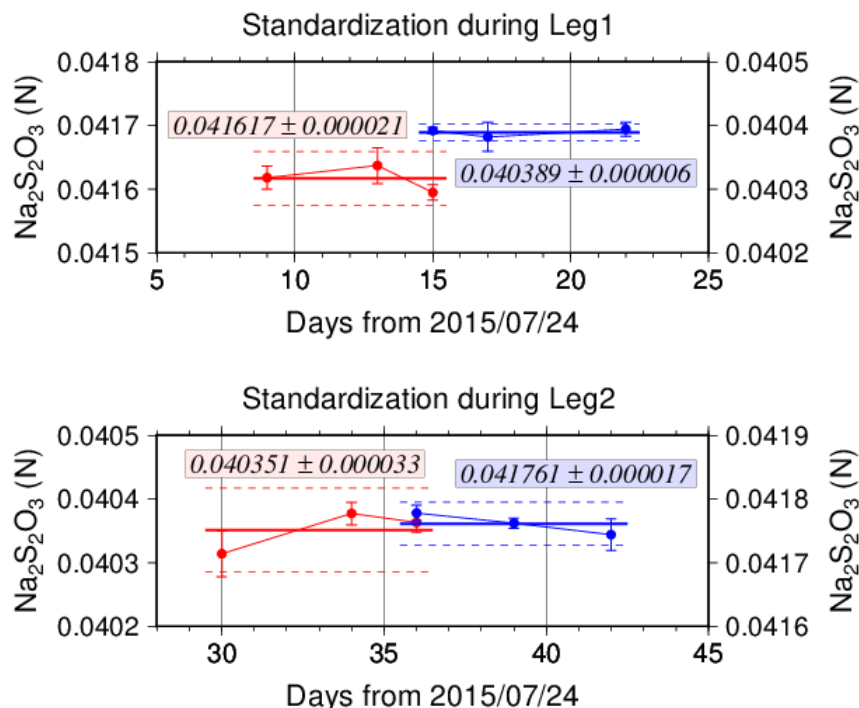 Standardization during Leg1
Na2S2O3 (N)
0.0418
0.0417
0.0416
0.0415
0.041617 ± 0.000021
0.040389 ± 0.000006
0.0405
0.0404
0.0403
0.0402
Na2S2O3 (N)
5 10 15 20 25
Days from 2015/07/24
Standardization during Leg2
Na2S2O3 (N)
0.0405
0.0404
0.0403
0.0402
0.040351 ± 0.000033
0.041761 ± 0.000017
0.0419
0.0418
0.0417
0.0416
Na2S2O3 (N)
30 35 40 45
Days from 2015/07/24